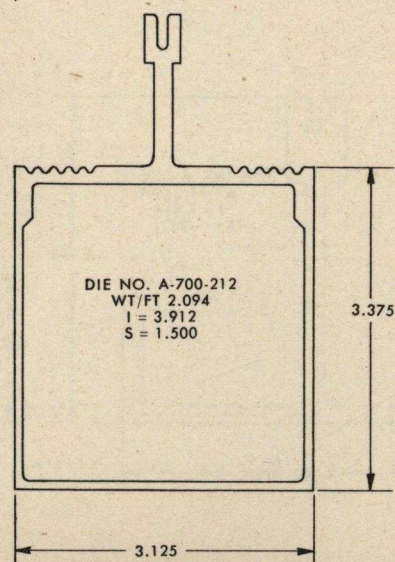 DIE NO. A-700-212
WT/FT 2.094
I = 3.912
S = 1.500
3.375
3.125